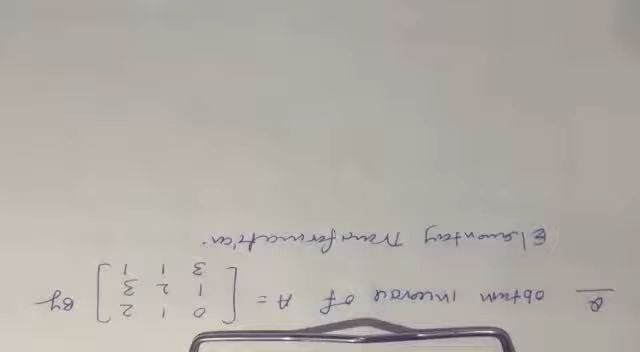 Q obtain inverse of A = [ 0 1 2
1 2 3
3 1 1 ] By
Elementary Transformation.